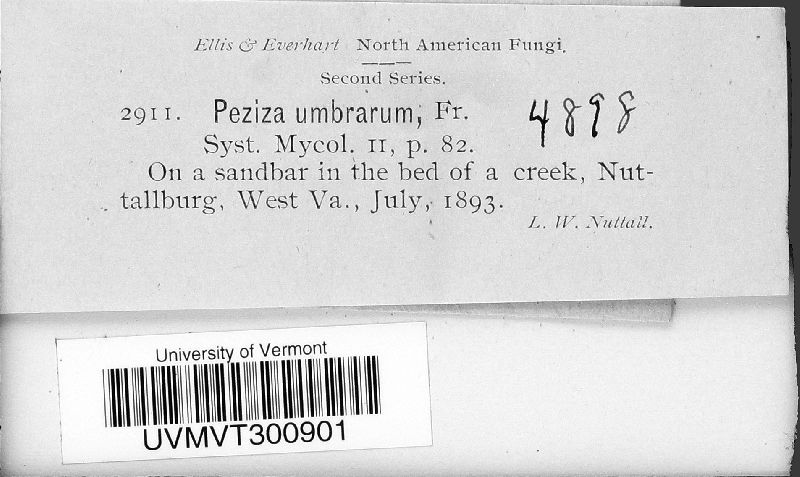 Ellis & Everhart North American Fungi.
Second Series.
2911. Peziza umbrarum, Fr. 4898
Syst. Mycol. II, p. 82.
On a sandbar in the bed of a creek, Nut-
tallburg, West Va., July, 1893.
L. W. Nuttall.
University of Vermont
UVMVT300901